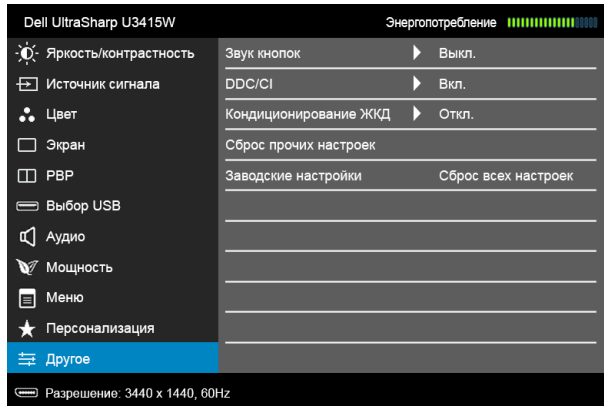 Dell UltraSharp U3415W Энергопотребление
Яркость/контрастность
Источник сигнала
Цвет
Экран
PBP
Выбор USB
Аудио
Мощность
Меню
Персонализация
Другое
Звук кнопок Выкл.
DDC/CI Вкл.
Кондиционирование ЖКД Откл.
Сброс прочих настроек
Заводские настройки Сброс всех настроек
Разрешение: 3440 x 1440, 60Hz